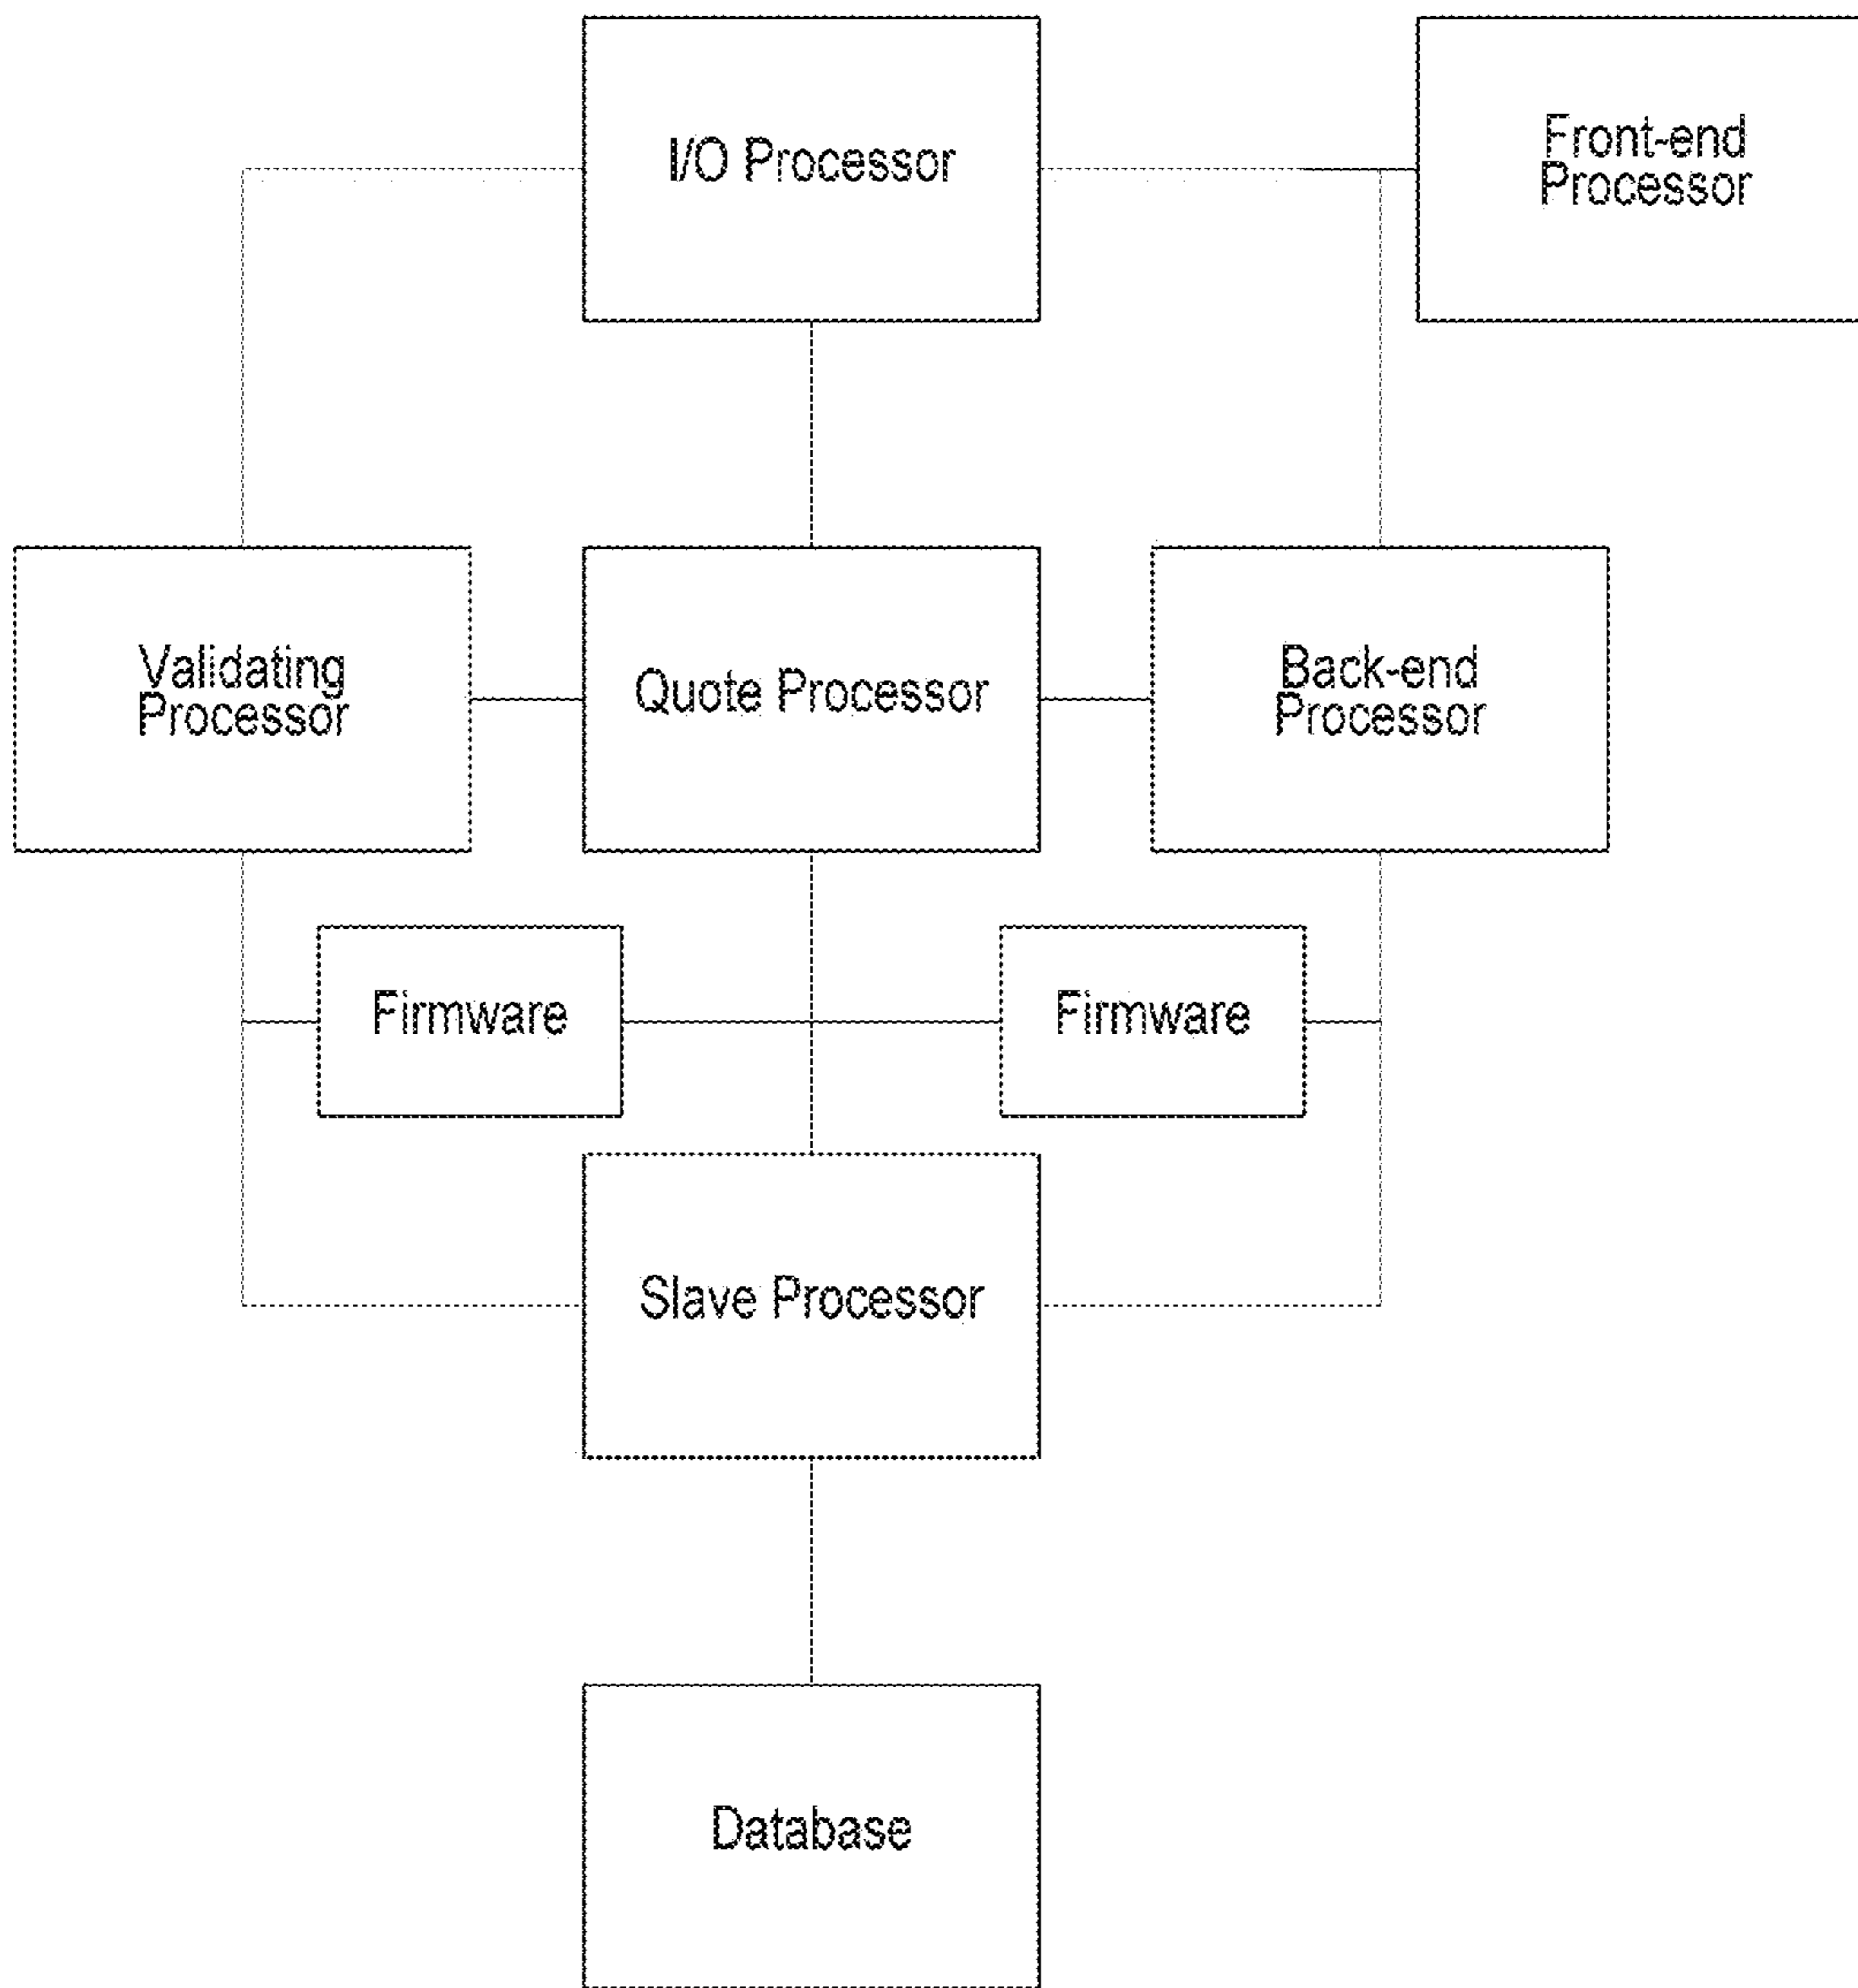 I/O Processor
Front-end
Processor
Validating
Processor
Quote Processor
Back-end
Processor
Firmware
Firmware
Slave Processor
Database